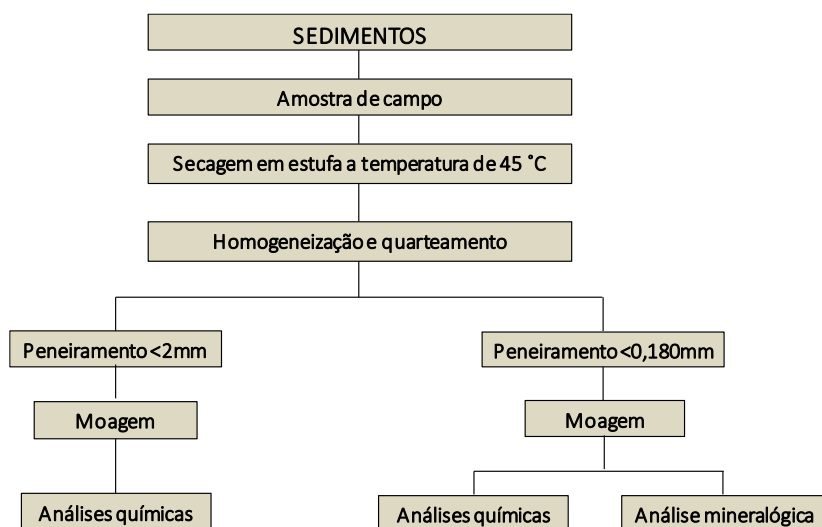 SEDIMENTOS
Amostra de campo
Secagem em estufa a temperatura de 45 °C
Homogeneização e quarteamento
Peneiramento<2mm
Peneiramento<0,180mm
Moagem
Moagem
Análises químicas
Análises químicas
Análise mineralógica